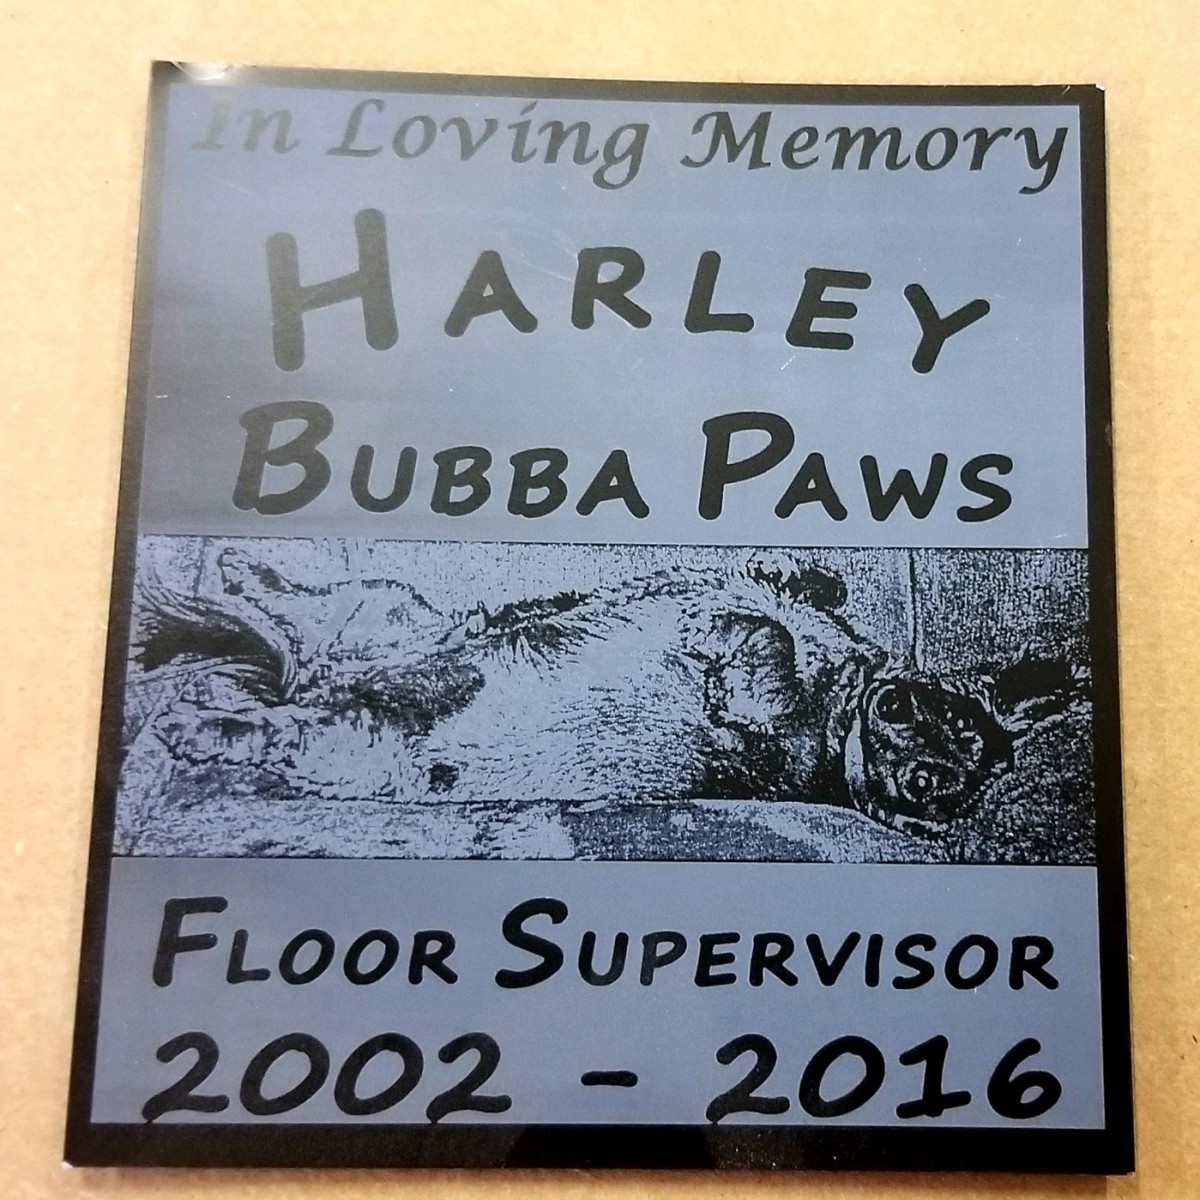 In Loving Memory
HARLEY
BUBBA PAWS
FLOOR SUPERVISOR
2002 - 2016